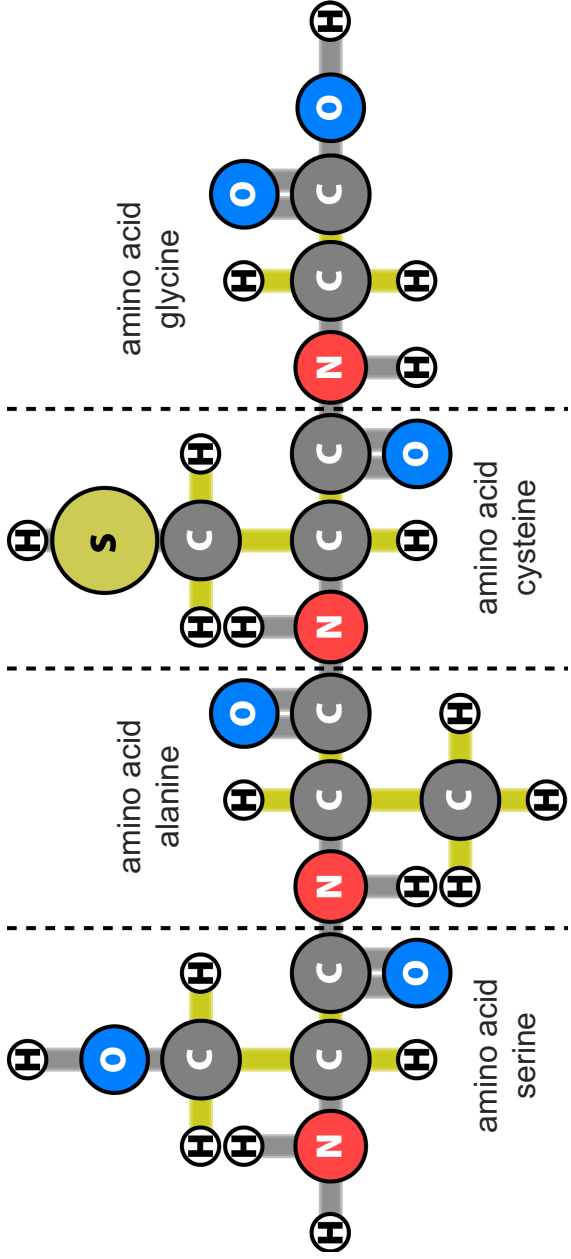 H H
O S
amino acid
alanine
amino acid
glycine
H C H H C H
H H O H H O
H N C C N C C N C C N C C O H
H O H H O H H
H C H
amino acid
serine
amino acid
cysteine
H